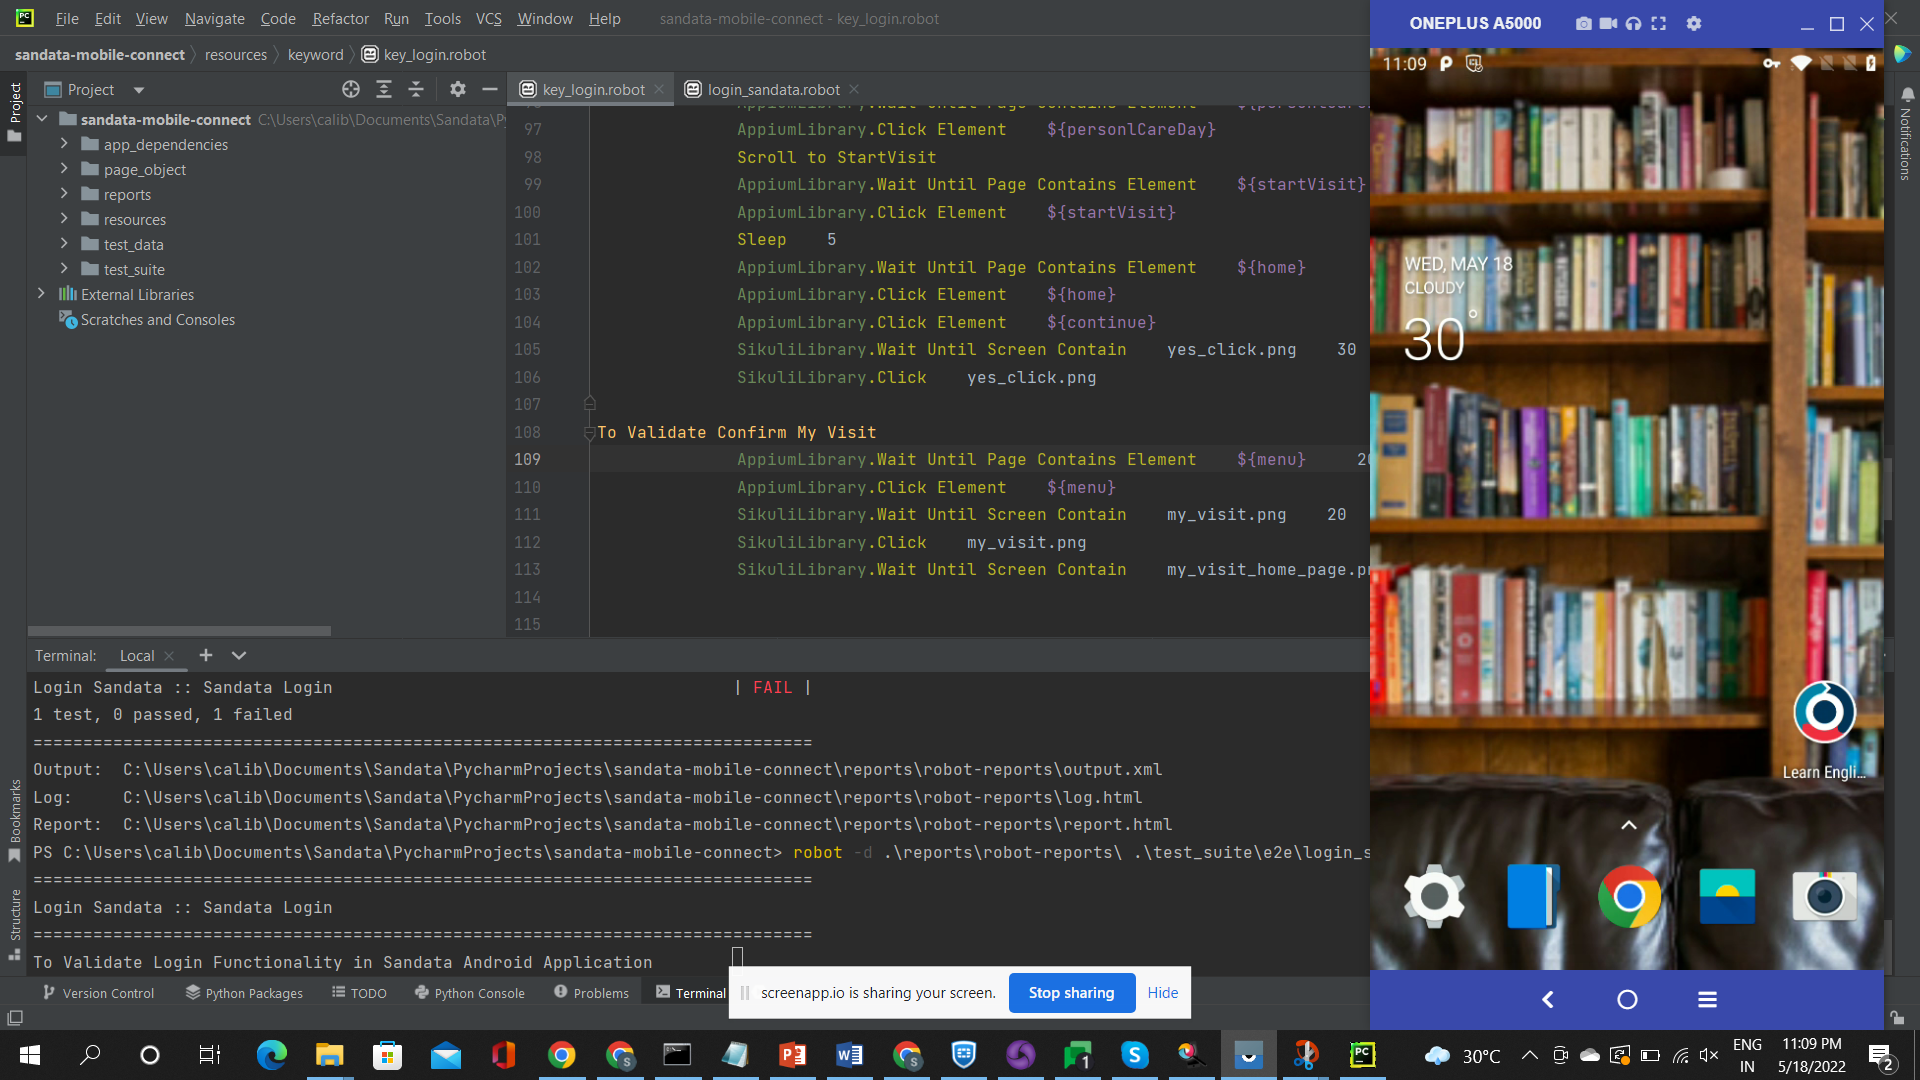 File Edit View Navigate Code Refactor Run Tools VCS Window Help sandata-mobile-connect - key_login.robot
sandata-mobile-connect resources keyword key_login.robot
Project
Project
key_login.robot login_sandata.robot
sandata-mobile-connect C:\Users\calib\Documents\Sandata\Py
app_dependencies
page_object
reports
resources
test_data
test_suite
External Libraries
Scratches and Consoles
97 AppiumLibrary.Click Element ${personlCareDay}
98 Scroll to StartVisit
99 AppiumLibrary.Wait Until Page Contains Element ${startVisit}
100 AppiumLibrary.Click Element ${startVisit}
101 Sleep 5
102 AppiumLibrary.Wait Until Page Contains Element ${home}
103 AppiumLibrary.Click Element ${home}
104 AppiumLibrary.Click Element ${continue}
105 SikuliLibrary.Wait Until Screen Contain yes_click.png 30
106 SikuliLibrary.Click yes_click.png
107
108 To Validate Confirm My Visit
109 AppiumLibrary.Wait Until Page Contains Element ${menu} 20
110 AppiumLibrary.Click Element ${menu}
111 SikuliLibrary.Wait Until Screen Contain my_visit.png 20
112 SikuliLibrary.Click my_visit.png
113 SikuliLibrary.Wait Until Screen Contain my_visit_home_page.pn
114
115
Terminal: Local
Login Sandata :: Sandata Login | FAIL |
1 test, 0 passed, 1 failed
==============================================================================
Output: C:\Users\calib\Documents\Sandata\PycharmProjects\sandata-mobile-connect\reports\robot-reports\output.xml
Log: C:\Users\calib\Documents\Sandata\PycharmProjects\sandata-mobile-connect\reports\robot-reports\log.html
Report: C:\Users\calib\Documents\Sandata\PycharmProjects\sandata-mobile-connect\reports\robot-reports\report.html
PS C:\Users\calib\Documents\Sandata\PycharmProjects\sandata-mobile-connect> robot -d .\reports\robot-reports\ .\test_suite\e2e\login_s
==============================================================================
Login Sandata :: Sandata Login
==============================================================================
To Validate Login Functionality in Sandata Android Application
Bookmarks
Structure
Notifications
Version Control Python Packages TODO Python Console Problems Terminal
screenapp.io is sharing your screen. Stop sharing Hide
ONEPLUS A5000
11:09
WED, MAY 18
CLOUDY
30°
Learn Engli...
30°C
ENG
IN
11:09 PM
5/18/2022
2